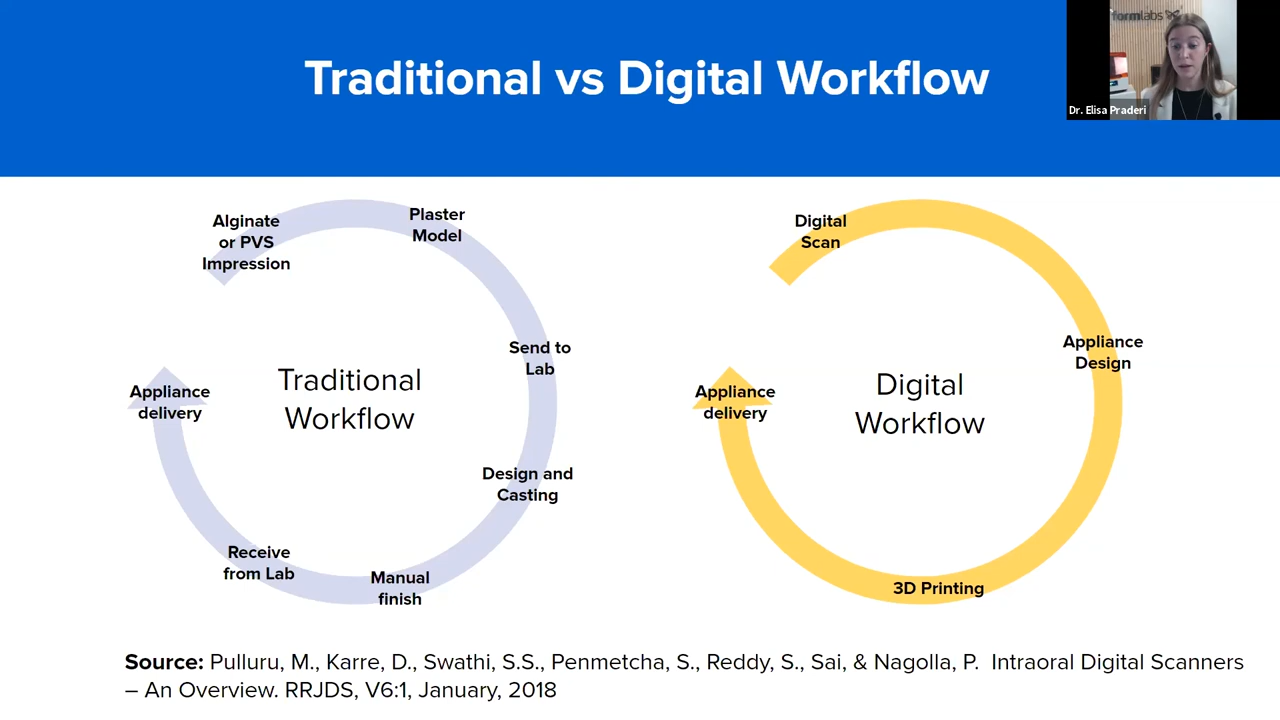 Traditional vs Digital Workflow
formlabs
Dr. Elisa Praderi
Alginate
or PVS
Impression
Plaster
Model
Send to
Lab
Design and
Casting
Manual
finish
Receive
from Lab
Appliance
delivery
Traditional
Workflow
Digital
Scan
Appliance
Design
3D Printing
Appliance
delivery
Digital
Workflow
Source: Pulluru, M., Karre, D., Swathi, S.S., Penmetcha, S., Reddy, S., Sai, & Nagolla, P. Intraoral Digital Scanners
– An Overview. RRJDS, V6:1, January, 2018